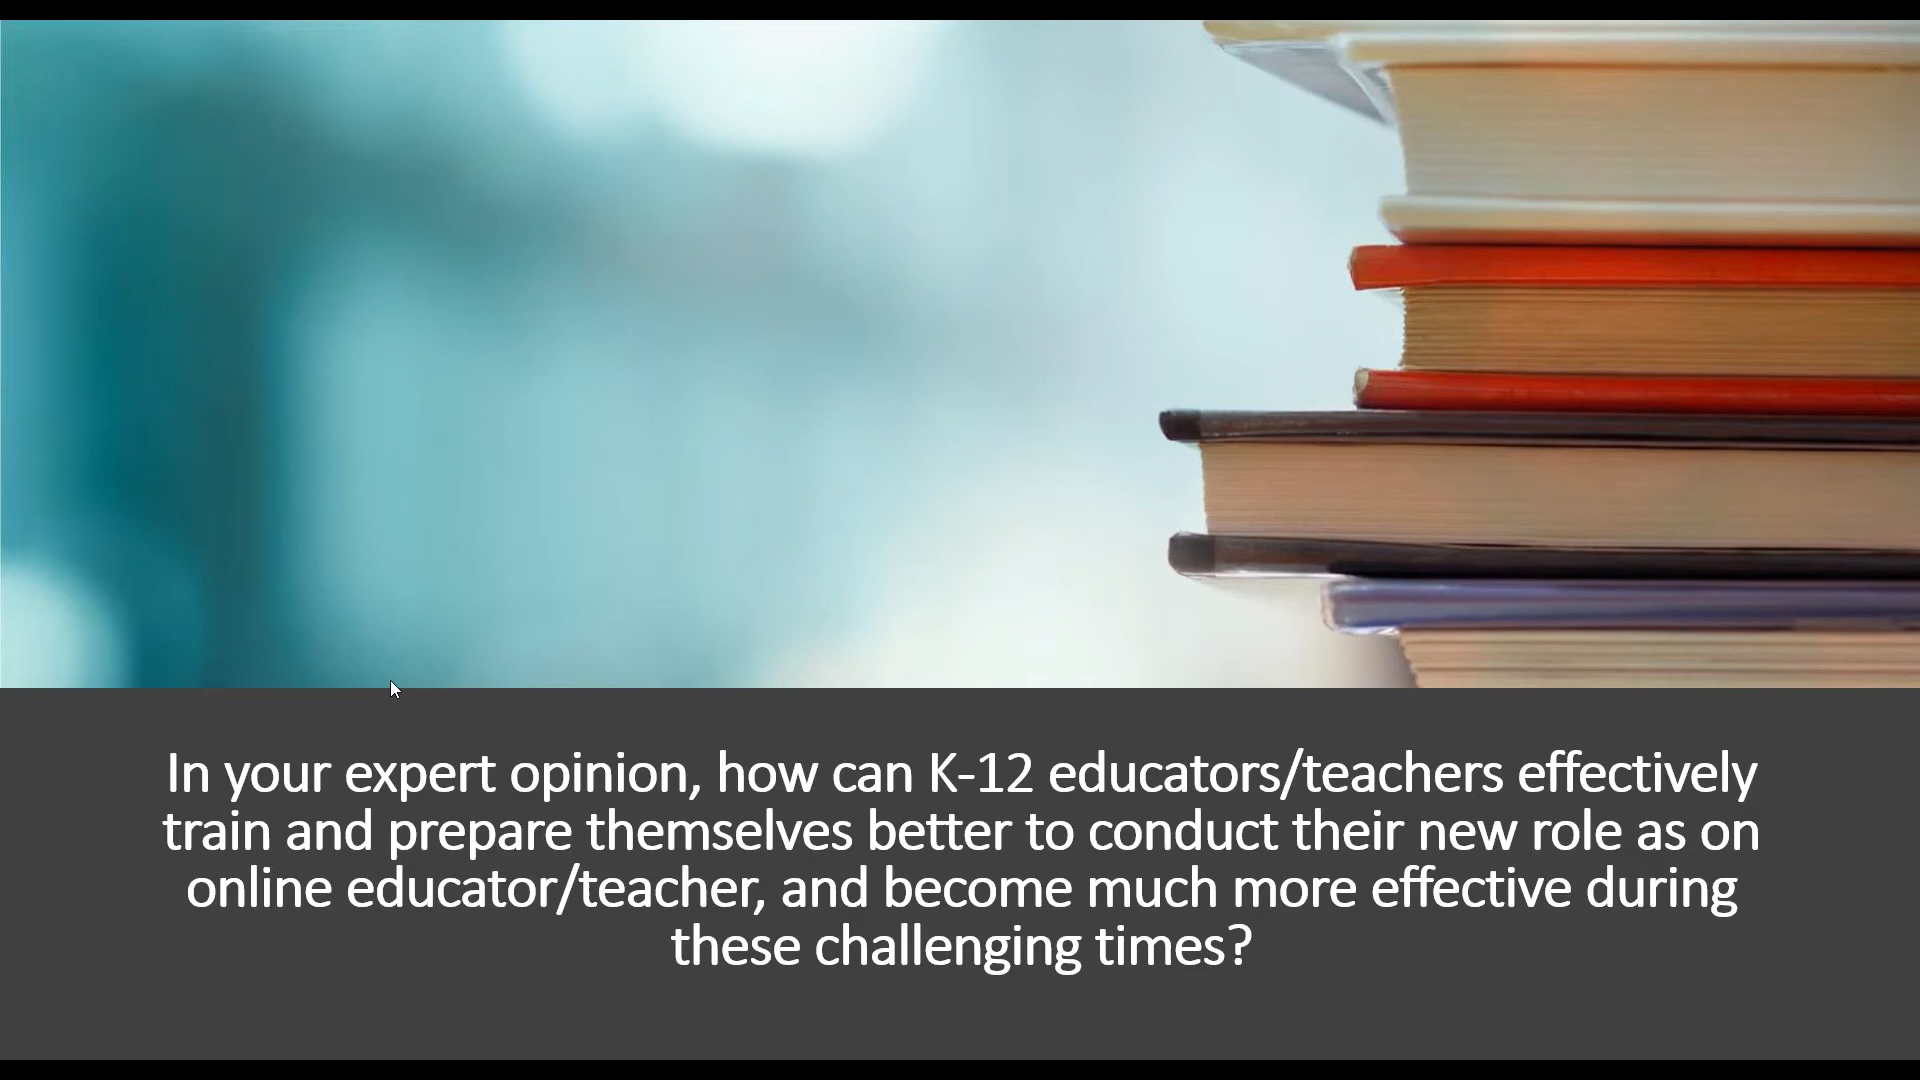 In your expert opinion, how can K-12 educators/teachers effectively
train and prepare themselves better to conduct their new role as on
online educator/teacher, and become much more effective during
these challenging times?